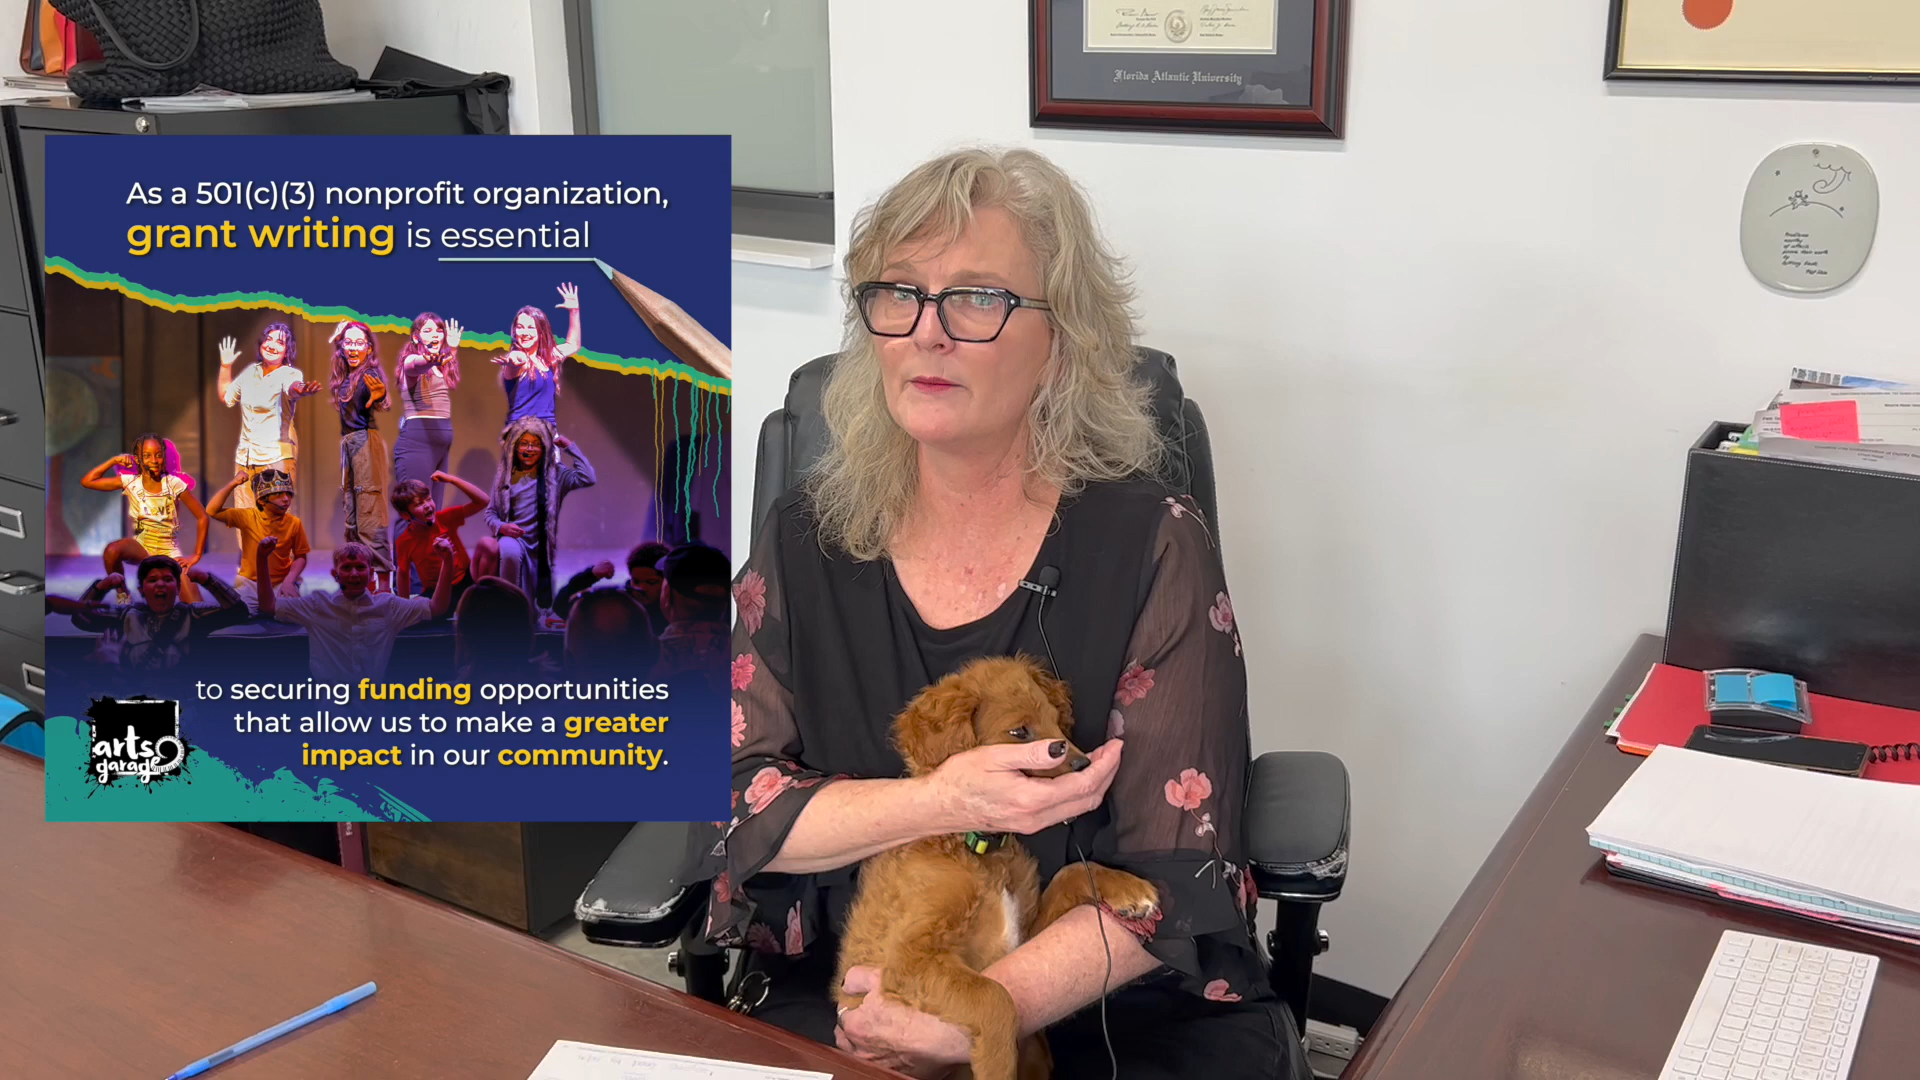 As a 501(c)(3) nonprofit organization,
grant writing is essential
to securing funding opportunities
that allow us to make a greater
impact in our community.
arts
garage
Florida Atlantic University